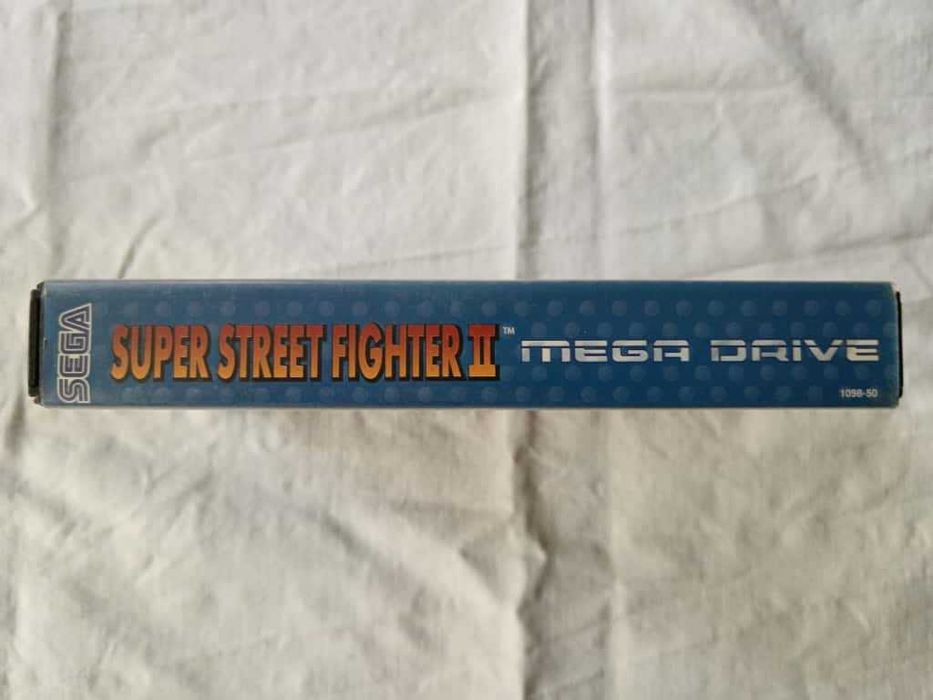 SEGA
SUPER STREET FIGHTER II™ MEGA DRIVE
1098-50